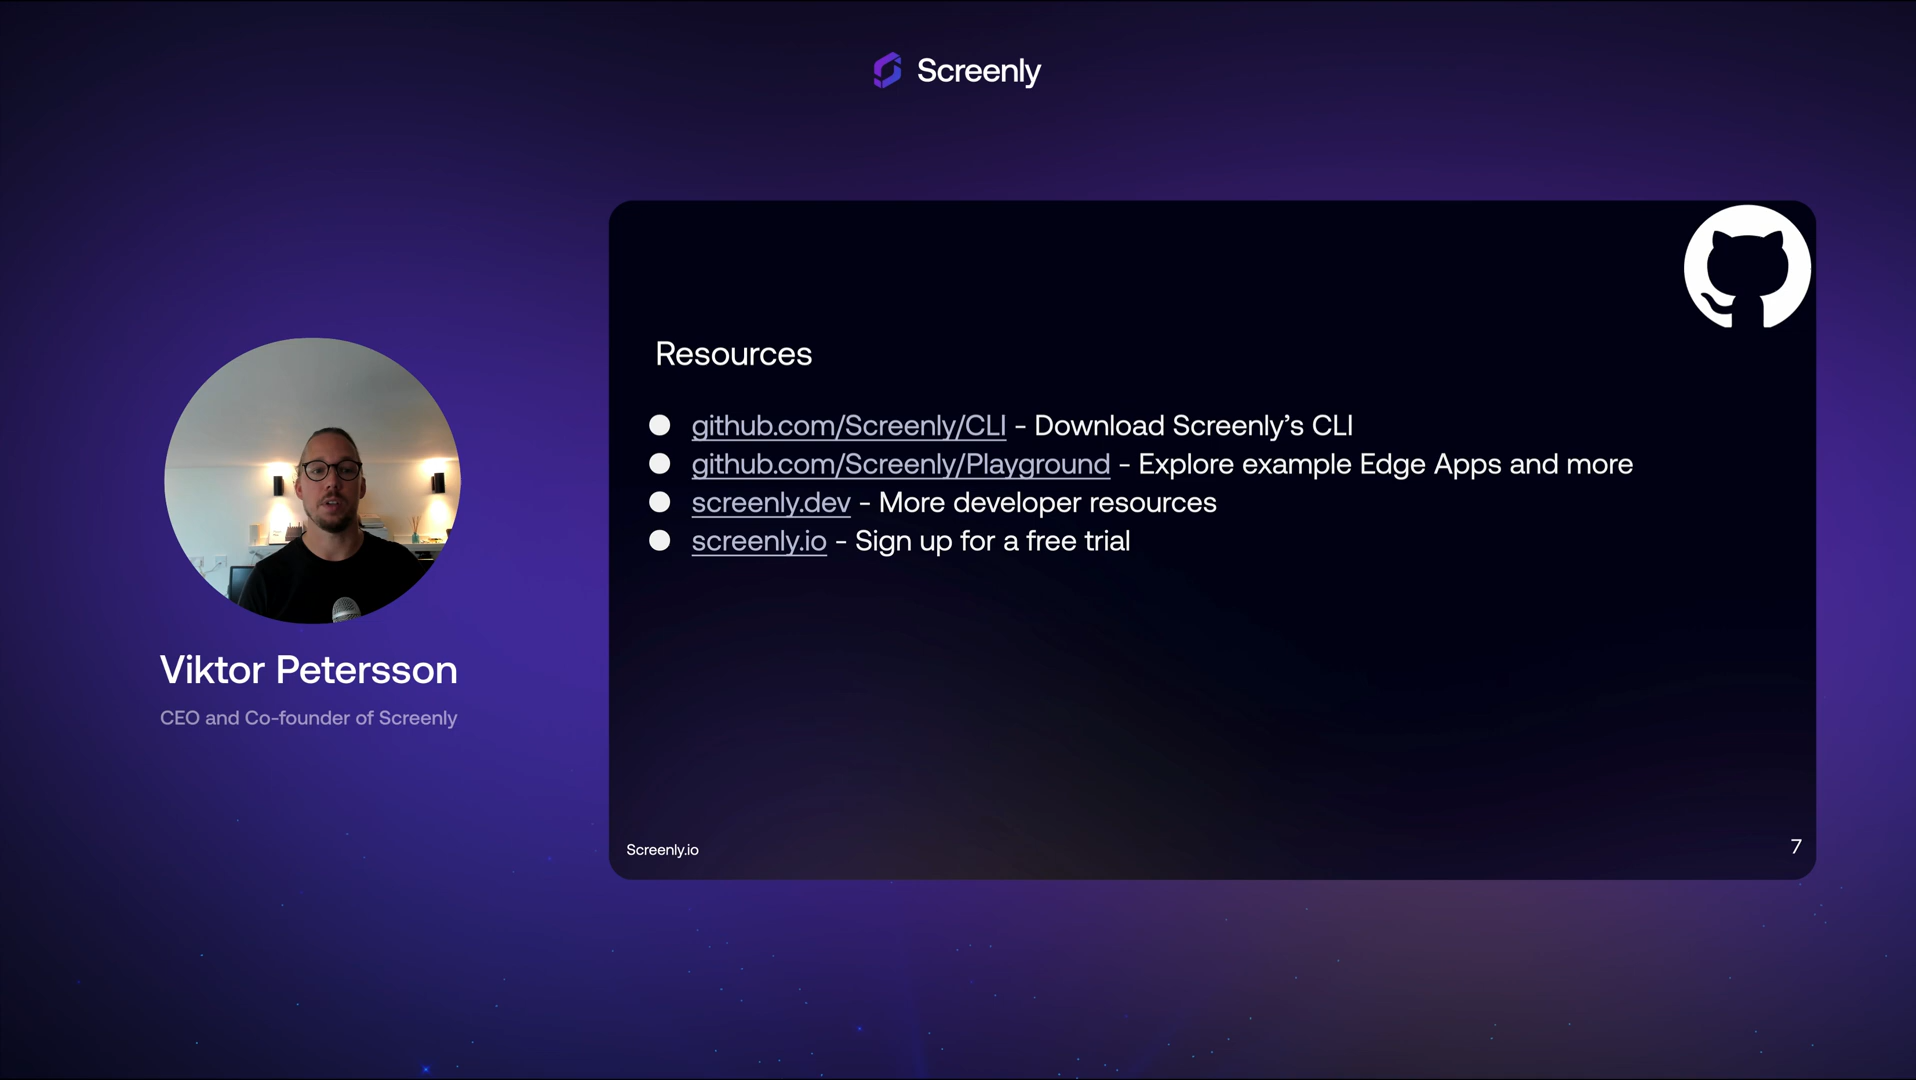 Screenly
Resources
github.com/Screenly/CLI - Download Screenly’s CLI
github.com/Screenly/Playground - Explore example Edge Apps and more
screenly.dev - More developer resources
screenly.io - Sign up for a free trial
Viktor Petersson
CEO and Co-founder of Screenly
Screenly.io
7